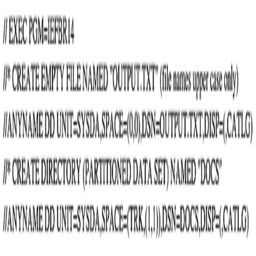 // EXEC PGM=IEFBR14
//* CREATE EMPTY FILE NAMED "OUTPUT.TXT" (file names upper case only)
//ANYNAME DD UNIT=SYSDA,SPACE=(0,0),DSN=OUTPUT.TXT,DISP=(,CATLG)
//* CREATE DIRECTORY (PARTITIONED DATA SET) NAMED "DOCS"
//ANYNAME DD UNIT=SYSDA,SPACE=(TRK,(1,1)),DSN=DOCS,DISP=(,CATLG)